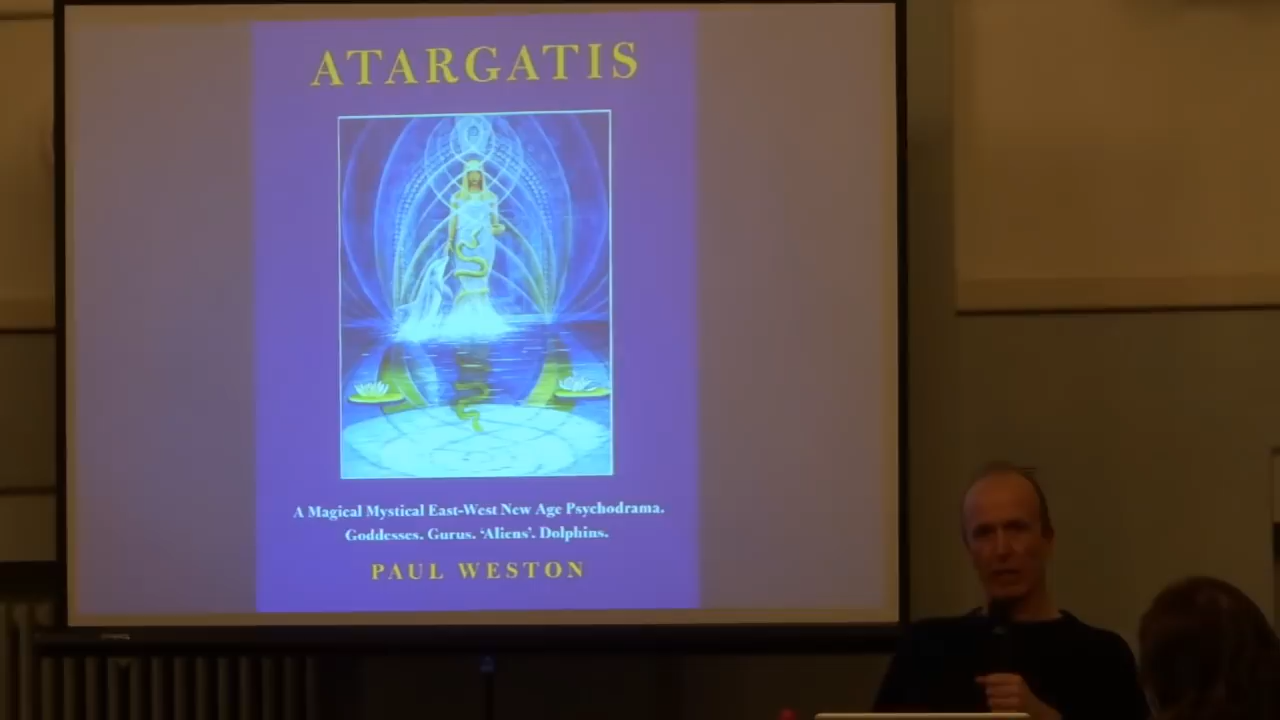 ATARGATIS
A Magical Mystical East-West New Age Psychodrama.
Goddesses. Gurus. ‘Aliens’. Dolphins.
PAUL WESTON